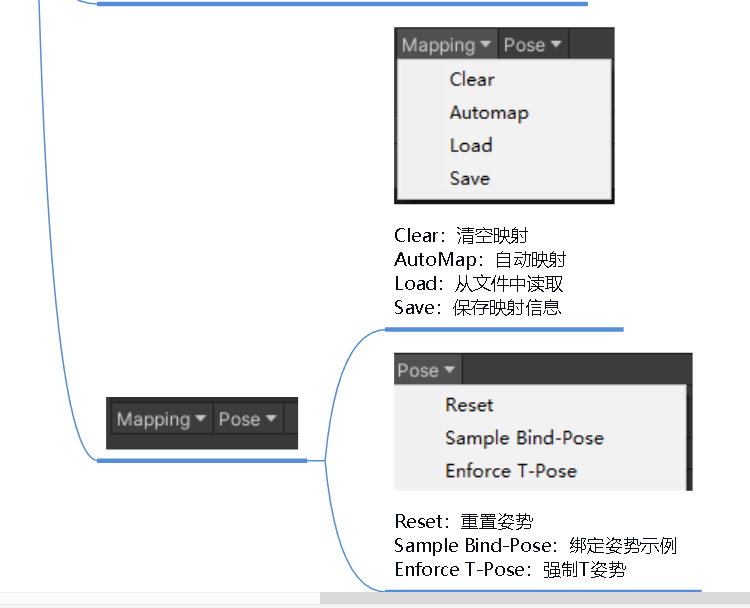 Mapping Pose
Clear
Automap
Load
Save
Clear：清空映射
AutoMap：自动映射
Load：从文件中读取
Save：保存映射信息
Mapping Pose
Pose
Reset
Sample Bind-Pose
Enforce T-Pose
Reset：重置姿势
Sample Bind-Pose：绑定姿势示例
Enforce T-Pose：强制T姿势